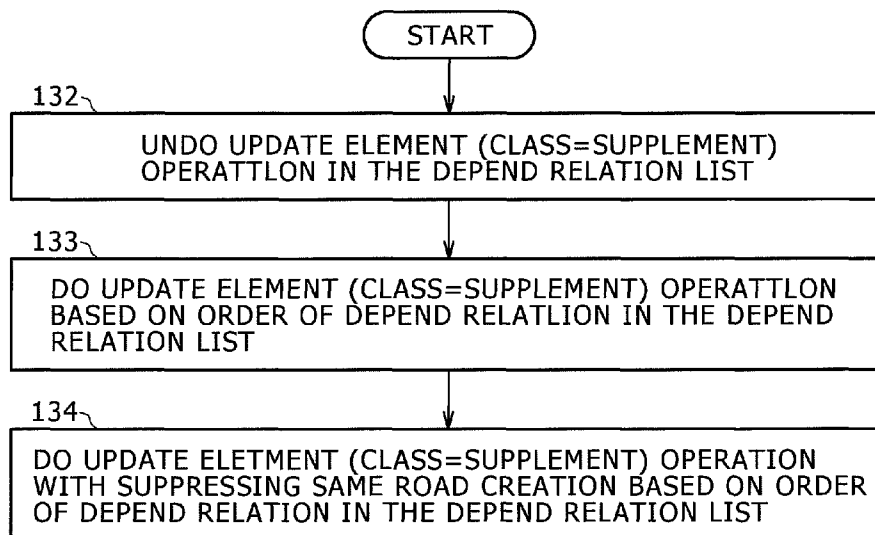 START
132
UNDO UPDATE ELEMENT (CLASS=SUPPLEMENT)
OPERATTLON IN THE DEPEND RELATION LIST
133
DO UPDATE ELEMENT (CLASS=SUPPLEMENT) OPERATTLON
BASED ON ORDER OF DEPEND RELATLION IN THE DEPEND
RELATION LIST
134
DO UPDATE ELETMENT (CLASS=SUPPLEMENT) OPERATION
WITH SUPPRESSING SAME ROAD CREATION BASED ON ORDER
OF DEPEND RELATION IN THE DEPEND RELATION LIST